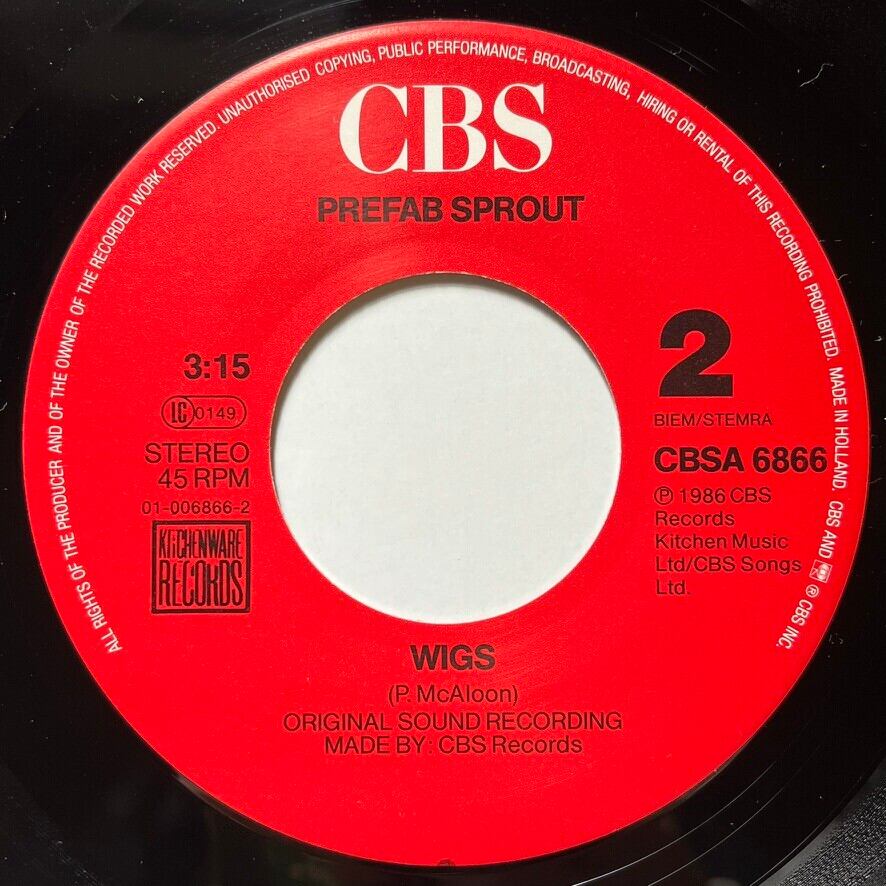 ALL RIGHTS OF THE PRODUCER AND OF THE OWNER OF THE RECORDED WORK RESERVED. UNAUTHORISED COPYING, PUBLIC PERFORMANCE, BROADCASTING, HIRING OR RENTAL OF THIS RECORDING PROHIBITED. MADE IN HOLLAND. CBS AND ® CBS INC.
CBS
PREFAB SPROUT
3:15
LC 0149
STEREO
45 RPM
01-006866-2
KITCHENWARE
RECORDS
2
BIEM/STEMRA
CBSA 6866
℗ 1986 CBS
Records
Kitchen Music
Ltd/CBS Songs
Ltd.
WIGS
(P. McAloon)
ORIGINAL SOUND RECORDING
MADE BY: CBS Records